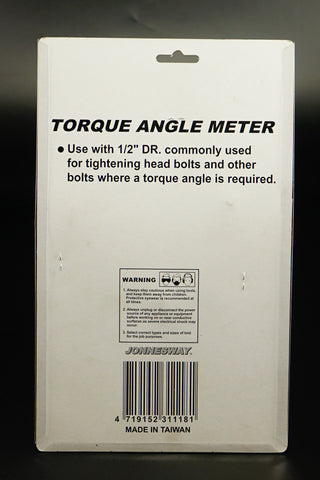 TORQUE ANGLE METER
● Use with 1/2" DR. commonly used
for tightening head bolts and other
bolts where a torque angle is required.
WARNING
1. Always stay cautious when using tools,
and keep them away from children.
Protective eyewear is recommended at
all times.
2. Always unplug or disconnect the power
source of any appliance or equipment
before working on or near conductive
surfaces as severe electrical shock may
occur.
3. Select correct types and sizes of tool
for the job purposes.
JONNESWAY
4 719152 311181
MADE IN TAIWAN